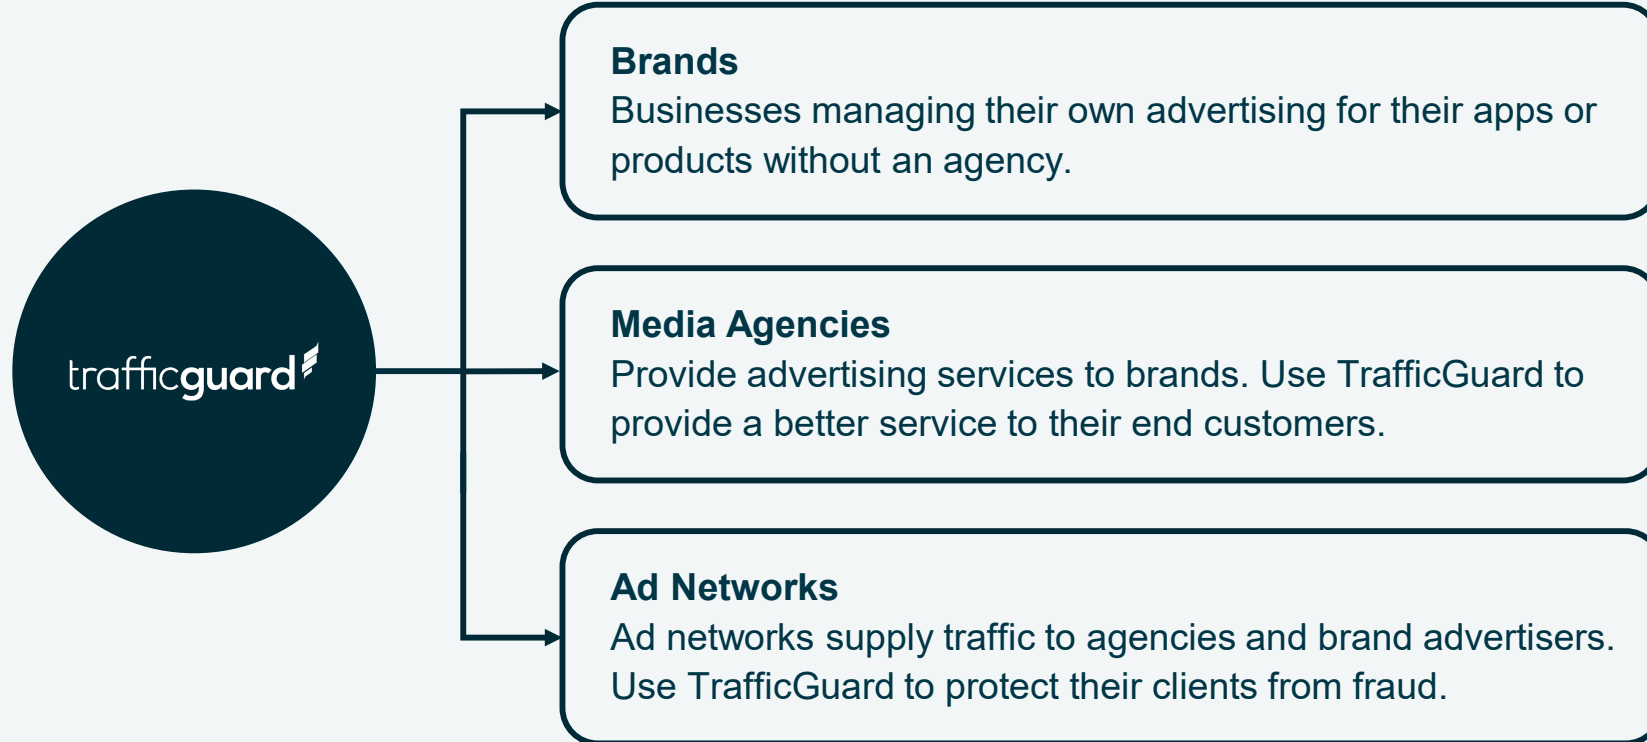 trafficguard
Brands
Businesses managing their own advertising for their apps or
products without an agency.
Media Agencies
Provide advertising services to brands. Use TrafficGuard to
provide a better service to their end customers.
Ad Networks
Ad networks supply traffic to agencies and brand advertisers.
Use TrafficGuard to protect their clients from fraud.